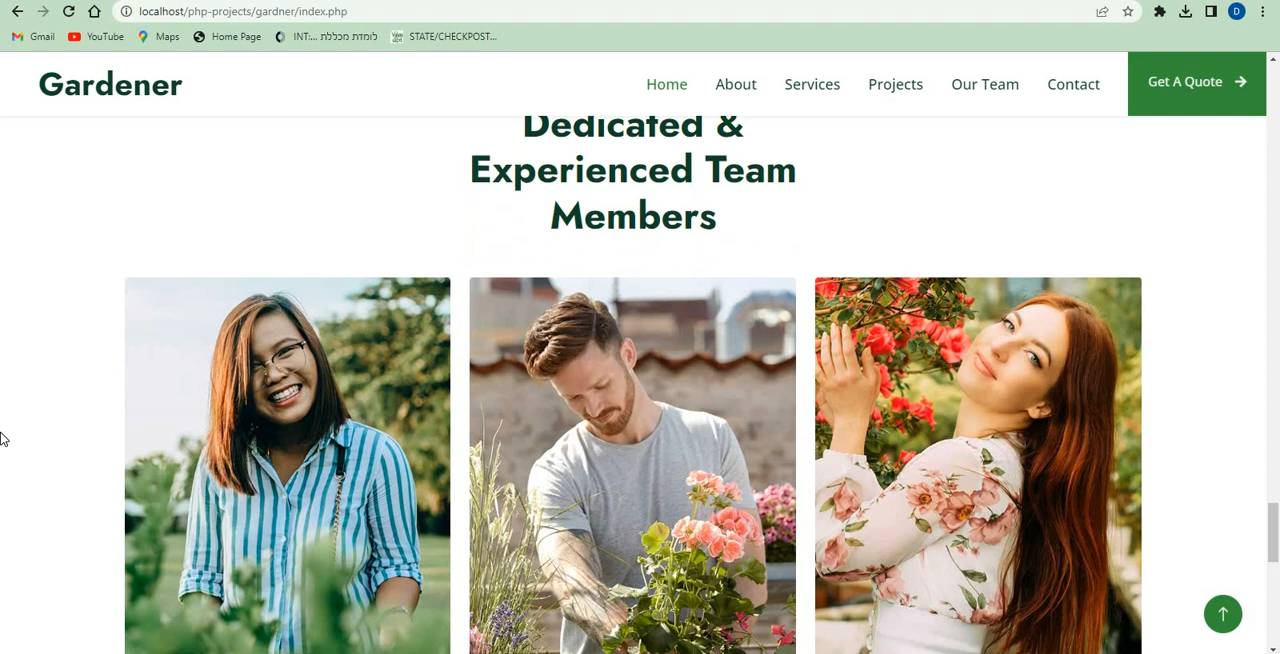 localhost/php-projects/gardner/index.php
D
Gmail YouTube Maps Home Page INT:... לומדת מכללת STATE/CHECKPOST...
Gardener Home About Services Projects Our Team Contact Get A Quote →
Dedicated &
Experienced Team
Members